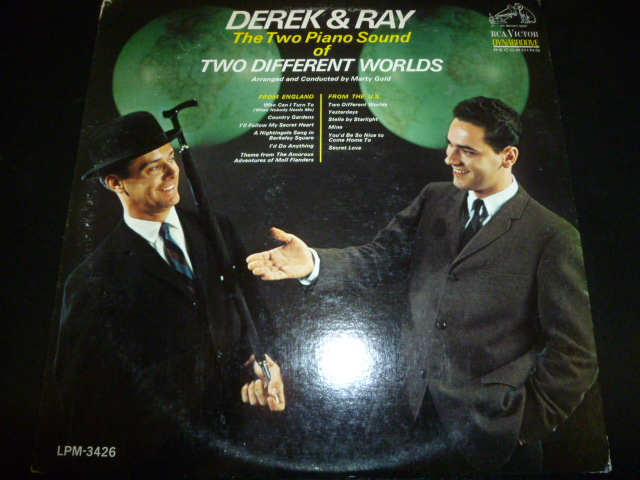 DEREK & RAY
The Two Piano Sound
of
TWO DIFFERENT WORLDS
Arranged and Conducted by Marty Gold
RCA VICTOR
DYNAGROOVE
RECORDING
FROM ENGLAND
Who Can I Turn To
(When Nobody Needs Me)
Country Gardens
I'll Follow My Secret Heart
A Nightingale Sang in
Berkeley Square
I'd Do Anything
Theme from The Amorous
Adventures of Moll Flanders
FROM THE U.S.
Two Different Worlds
Yesterdays
Stella by Starlight
Mine
You'd Be So Nice to
Come Home To
Secret Love
LPM-3426